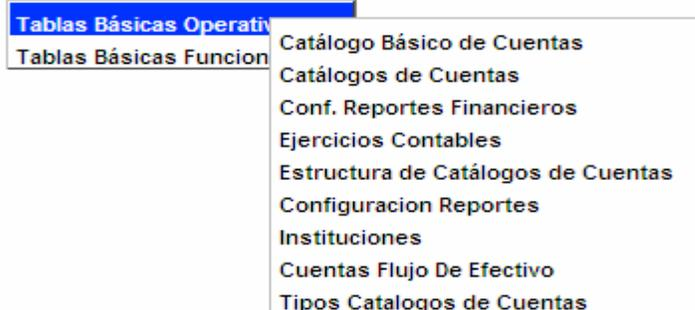 Tablas Básicas Operativ
Tablas Básicas Funcion
Catálogo Básico de Cuentas
Catálogos de Cuentas
Conf. Reportes Financieros
Ejercicios Contables
Estructura de Catálogos de Cuentas
Configuracion Reportes
Instituciones
Cuentas Flujo De Efectivo
Tipos Catalogos de Cuentas